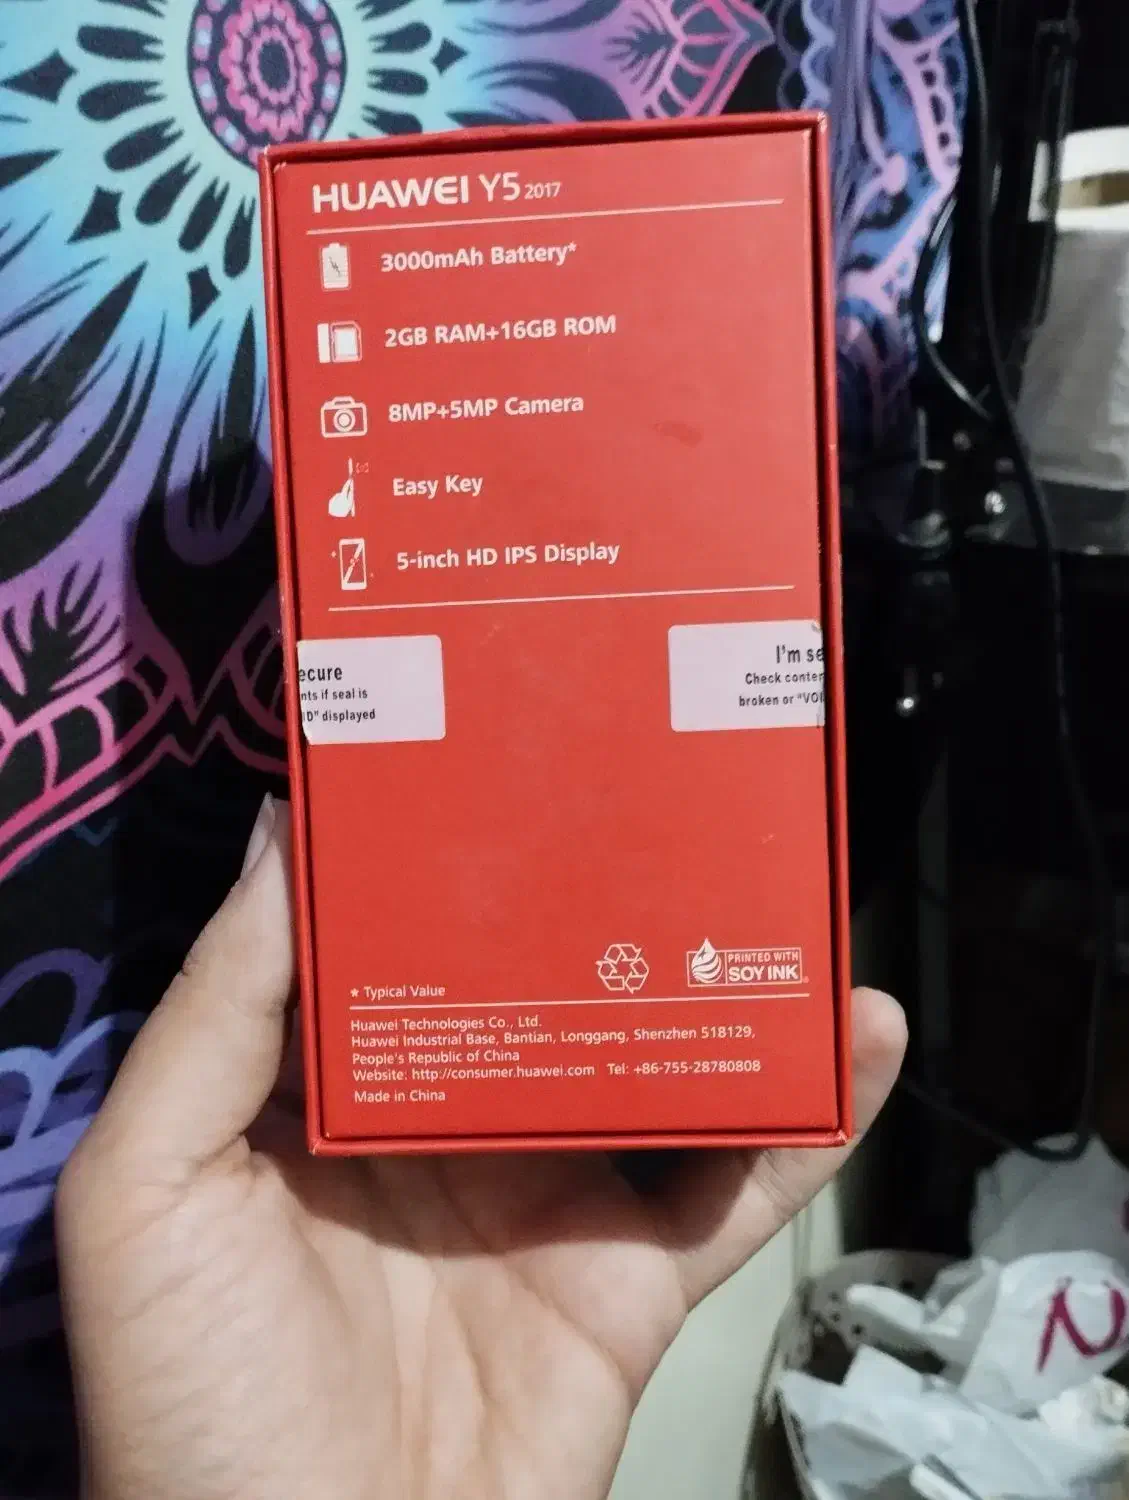 HUAWEI Y5 2017
3000mAh Battery*
2GB RAM+16GB ROM
8MP+5MP Camera
Easy Key
5-inch HD IPS Display
ecure
nts if seal is
ID" displayed
I'm se
Check conter
broken or "VOI
PRINTED WITH
SOY INK
* Typical Value
Huawei Technologies Co., Ltd.
Huawei Industrial Base, Bantian, Longgang, Shenzhen 518129,
People's Republic of China
Website: http://consumer.huawei.com Tel: +86-755-28780808
Made in China